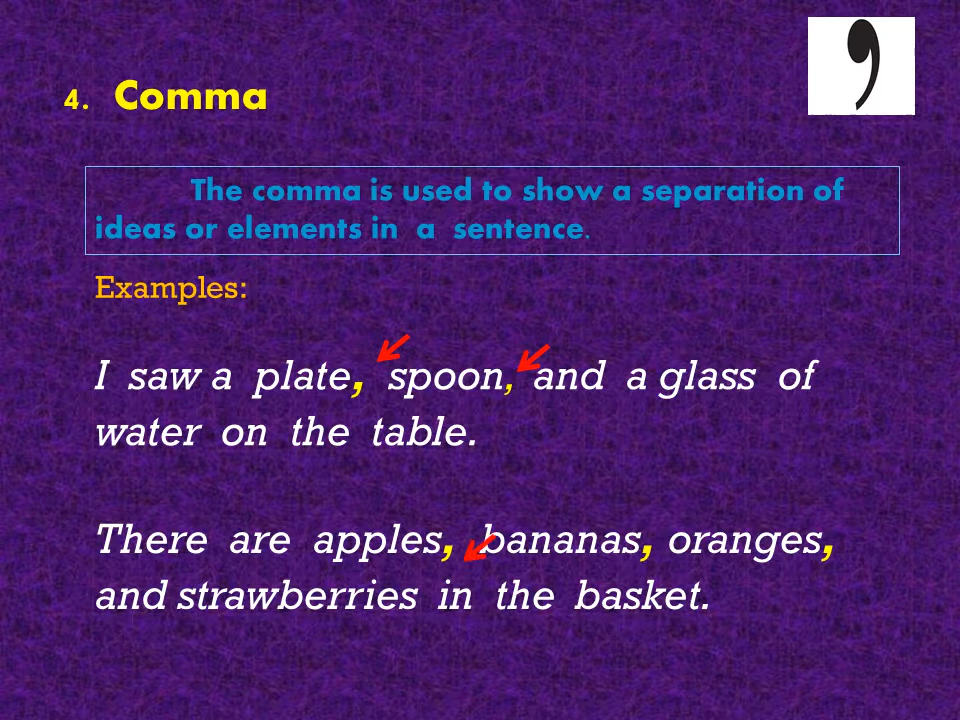 ,
4. Comma
The comma is used to show a separation of
ideas or elements in a sentence.
Examples:
I saw a plate, spoon, and a glass of
water on the table.
There are apples, bananas, oranges,
and strawberries in the basket.